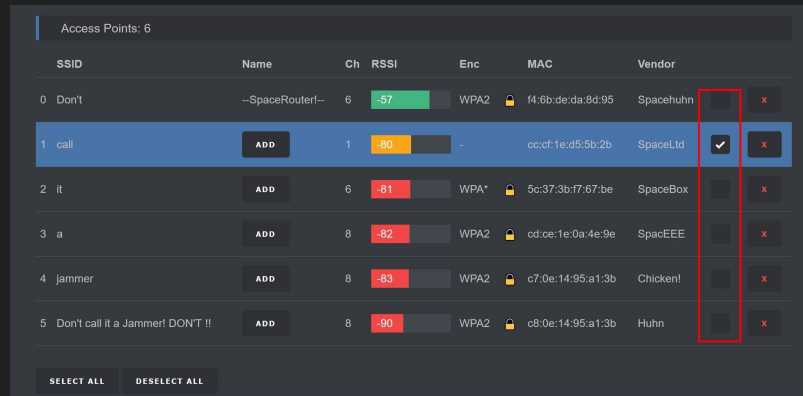 Access Points: 6
SSID Name Ch RSSI Enc MAC Vendor
0 Don't --SpaceRouter!-- 6 -57 WPA2 f4:6b:de:da:8d:95 Spacehuhn x
1 call ADD 1 -80 - cc:cf:1e:d5:5b:2b SpaceLtd x
2 it ADD 6 -81 WPA* 5c:37:3b:f7:67:be SpaceBox x
3 a ADD 8 -82 WPA2 cd:ce:1e:0a:4e:9e SpacEEE x
4 jammer ADD 8 -83 WPA2 c7:0e:14:95:a1:3b Chicken! x
5 Don't call it a Jammer! DON'T !! ADD 8 -90 WPA2 c8:0e:14:95:a1:3b Huhn x
SELECT ALL DESELECT ALL